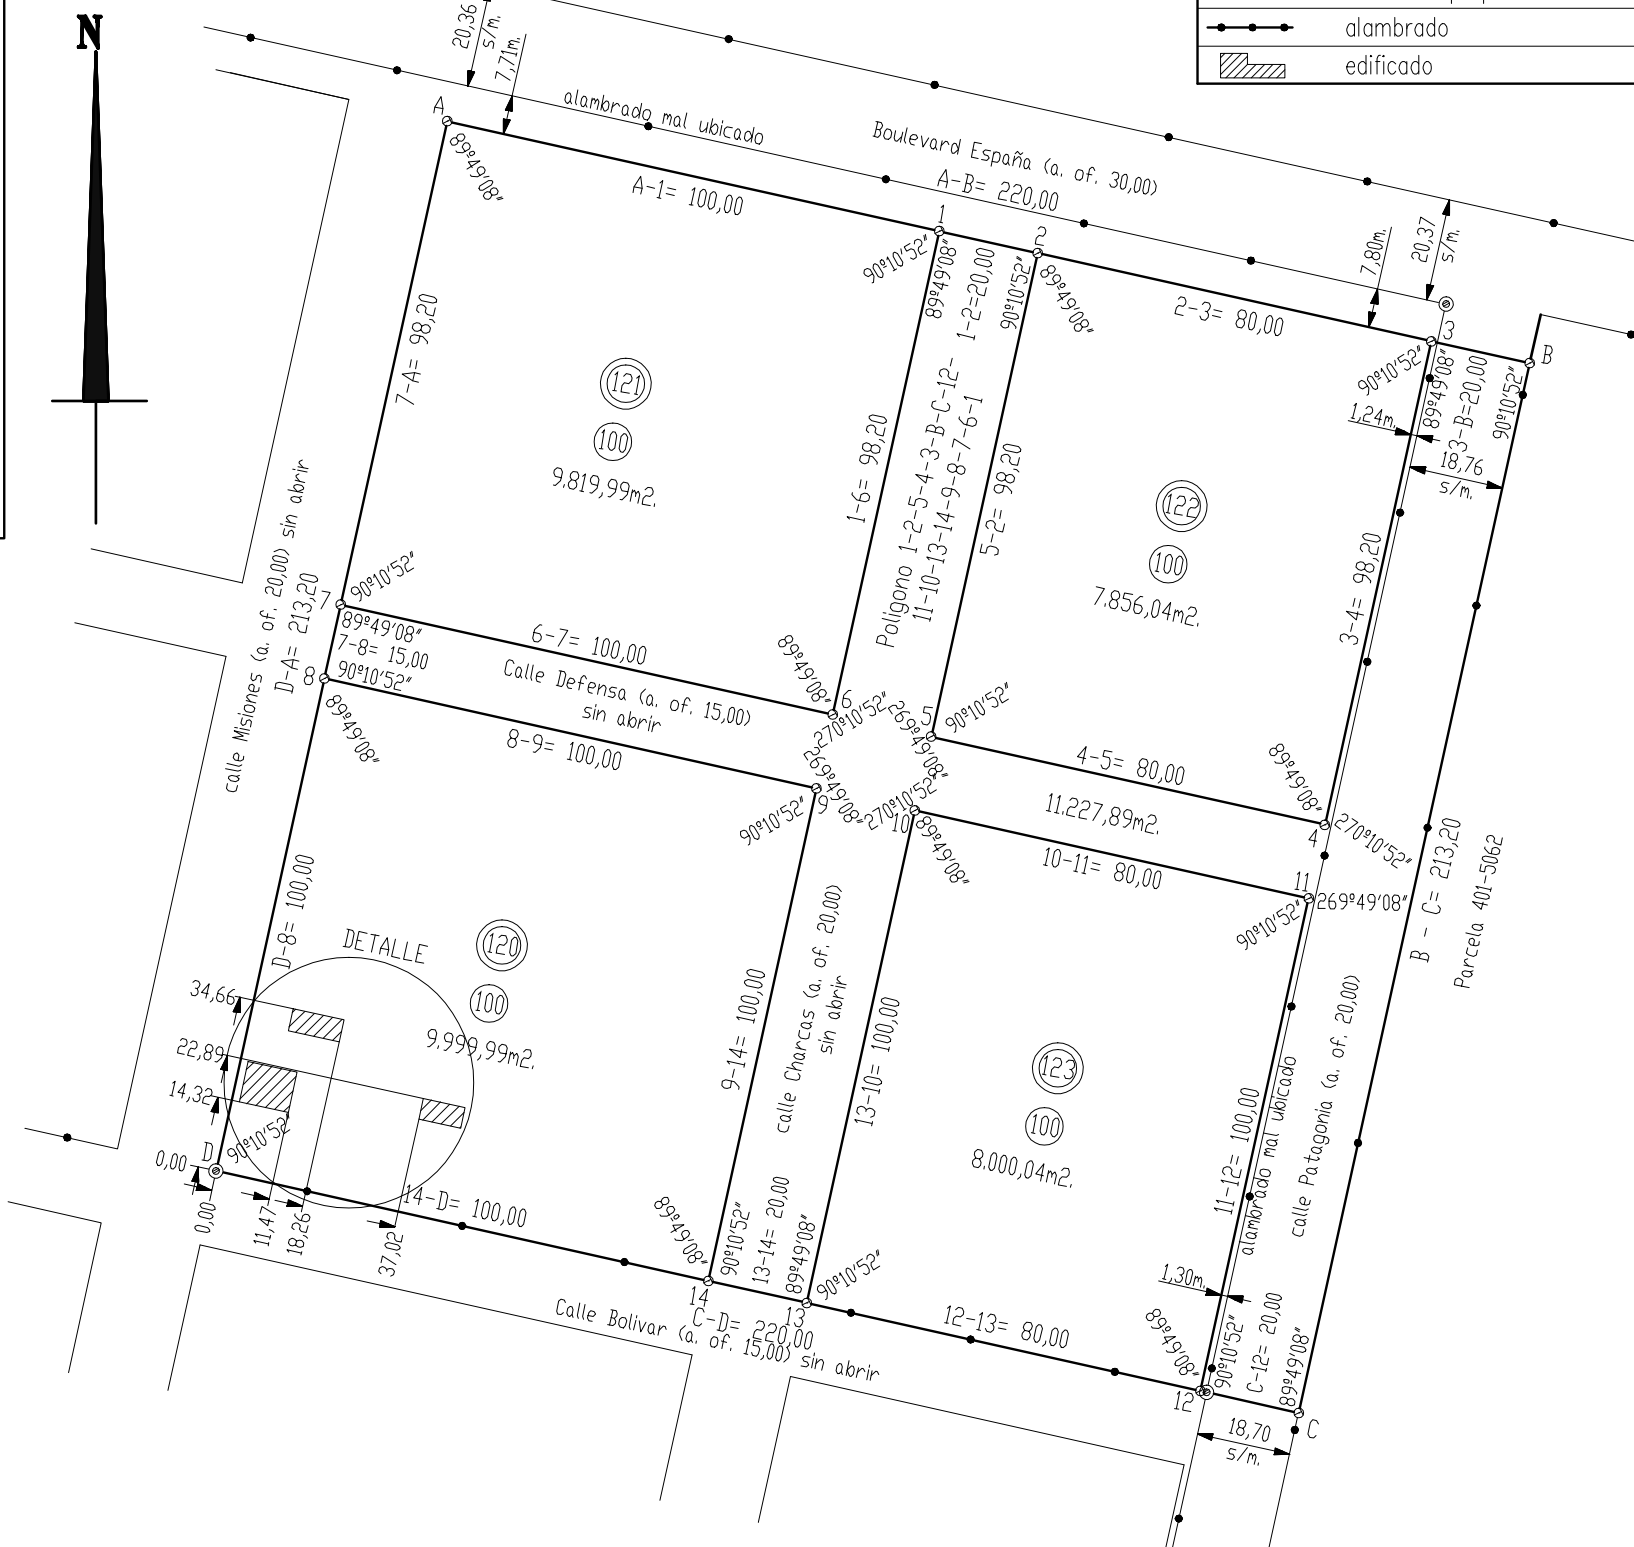 N
alambrado
edificado
20,36
s/m.
7,71m.
A
89º49'08"
alambrado mal ubicado
Boulevard España (a. of. 30,00)
A-B= 220,00
A-1= 100,00
1
90º10'52"
89º49'08"
1-2=20,00
2
90º10'52"
89º49'08"
2-3= 80,00
7,80m.
20,37
s/m.
3
90º10'52"
89º49'08"
3-B=20,00
B
90º10'52"
1,24m.
18,76
s/m.
7-A= 98,20
121
100
9.819,99m2.
1-6= 98,20
Poligono 1-2-5-4-3-B-C-12-
11-10-13-14-9-8-7-6-1
5-2= 98,20
122
100
7.856,04m2.
3-4= 98,20
calle Misiones (a. of. 20,00) sin abrir
D-A= 213,20
7
90º10'52"
89º49'08"
7-8= 15,00
8
90º10'52"
89º49'08"
6-7= 100,00
Calle Defensa (a. of. 15,00)
sin abrir
8-9= 100,00
89º49'08"
6
270º10'52"
269º49'08"
5
90º10'52"
269º49'08"
9
90º10'52"
270º10'52"
10
89º49'08"
4-5= 80,00
11.227,89m2.
10-11= 80,00
89º49'08"
4
270º10'52"
11
269º49'08"
90º10'52"
B - C= 213,20
Parcela 401-5062
D-8= 100,00
DETALLE
120
100
9.999,99m2.
34,66
22,89
14,32
0,00
D
90º10'52"
0,00
11,47
18,26
37,02
14-D= 100,00
9-14= 100,00
calle Charcas (a. of. 20,00)
sin abrir
13-10= 100,00
123
100
8.000,04m2.
11-12= 100,00
alambrado mal ubicado
calle Patagonia (a. of. 20,00)
89º49'08"
14
90º10'52"
13-14= 20,00
89º49'08"
13
90º10'52"
C-D= 220,00
Calle Bolivar (a. of. 15,00) sin abrir
12-13= 80,00
1,30m.
89º49'08"
12
90º10'52"
C-12= 20,00
89º49'08"
C
18,70
s/m.